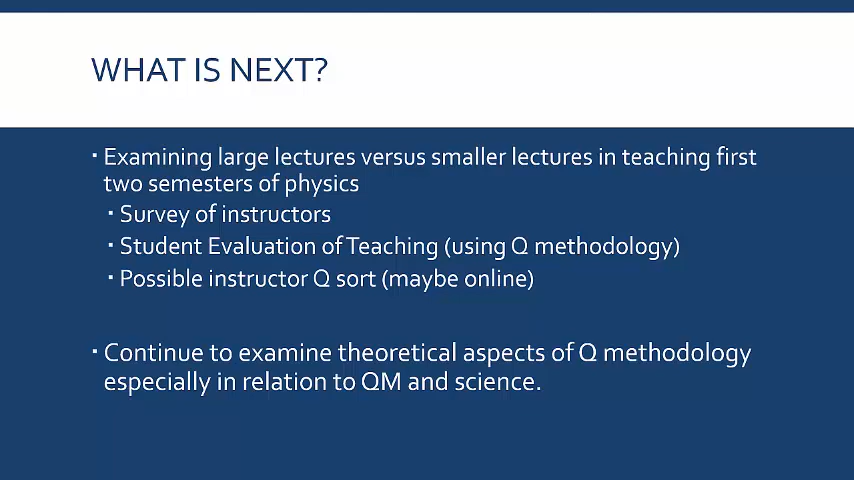 WHAT IS NEXT?
▪ Examining large lectures versus smaller lectures in teaching first
two semesters of physics
▪ Survey of instructors
▪ Student Evaluation of Teaching (using Q methodology)
▪ Possible instructor Q sort (maybe online)
▪ Continue to examine theoretical aspects of Q methodology
especially in relation to QM and science.